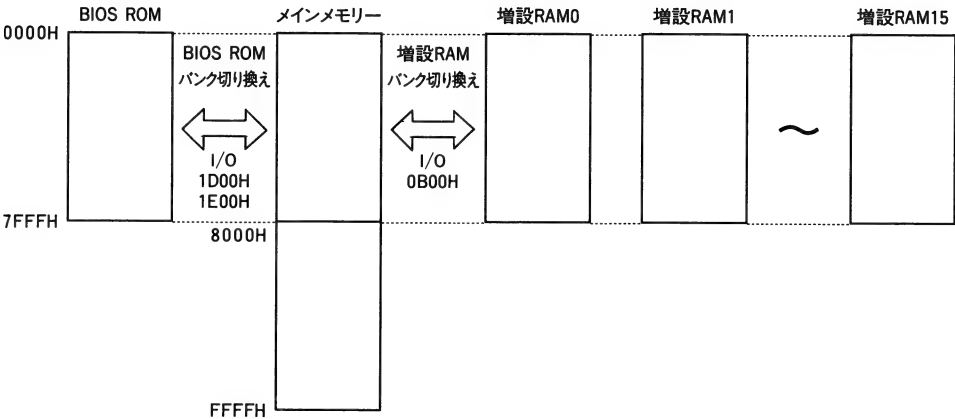 BIOS ROM
メインメモリー
増設RAM0
増設RAM1
増設RAM15
0000H
BIOS ROM
バンク切り換え
増設RAM
バンク切り換え
I/O
1D00H
1E00H
I/O
0B00H
～
7FFFH
8000H
FFFFH